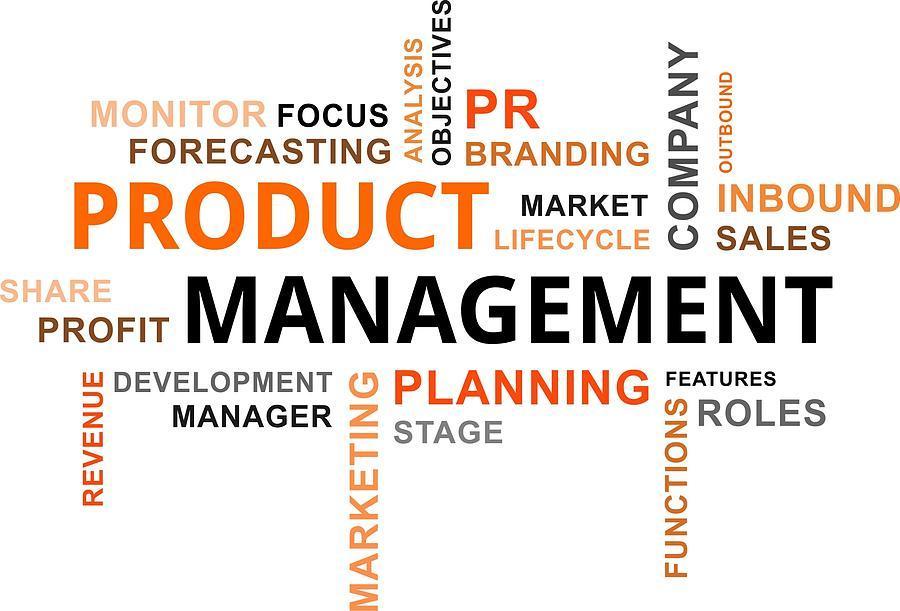 OBJECTIVES
ANALYSIS
COMPANY
OUTBOUND
MONITOR FOCUS
PR
FORECASTING
BRANDING
PRODUCT
MARKET
INBOUND
LIFECYCLE
SALES
SHARE
MANAGEMENT
PROFIT
REVENUE
DEVELOPMENT
MARKETING
PLANNING
FEATURES
MANAGER
ROLES
STAGE
FUNCTIONS